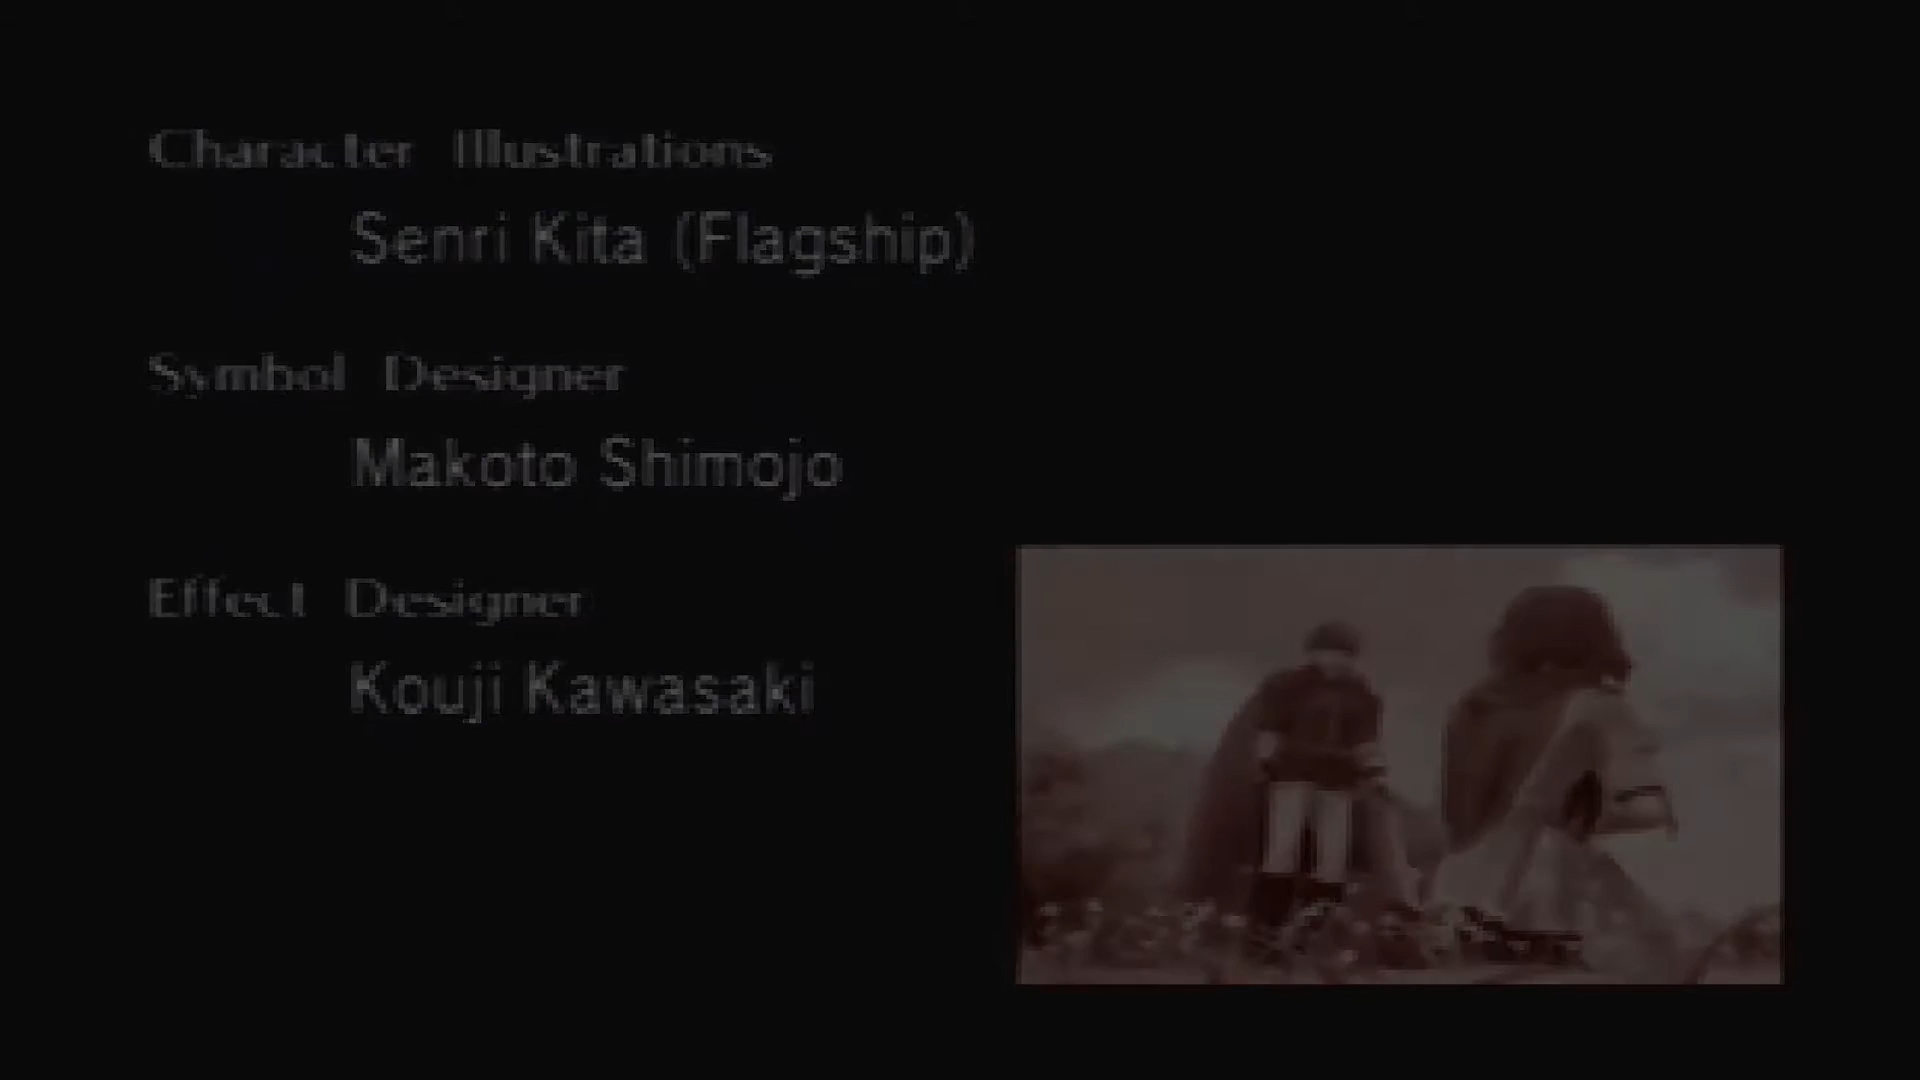 Character Illustrations
Senri Kita (Flagship)
Symbol Designer
Makoto Shimojo
Effect Designer
Kouji Kawasaki